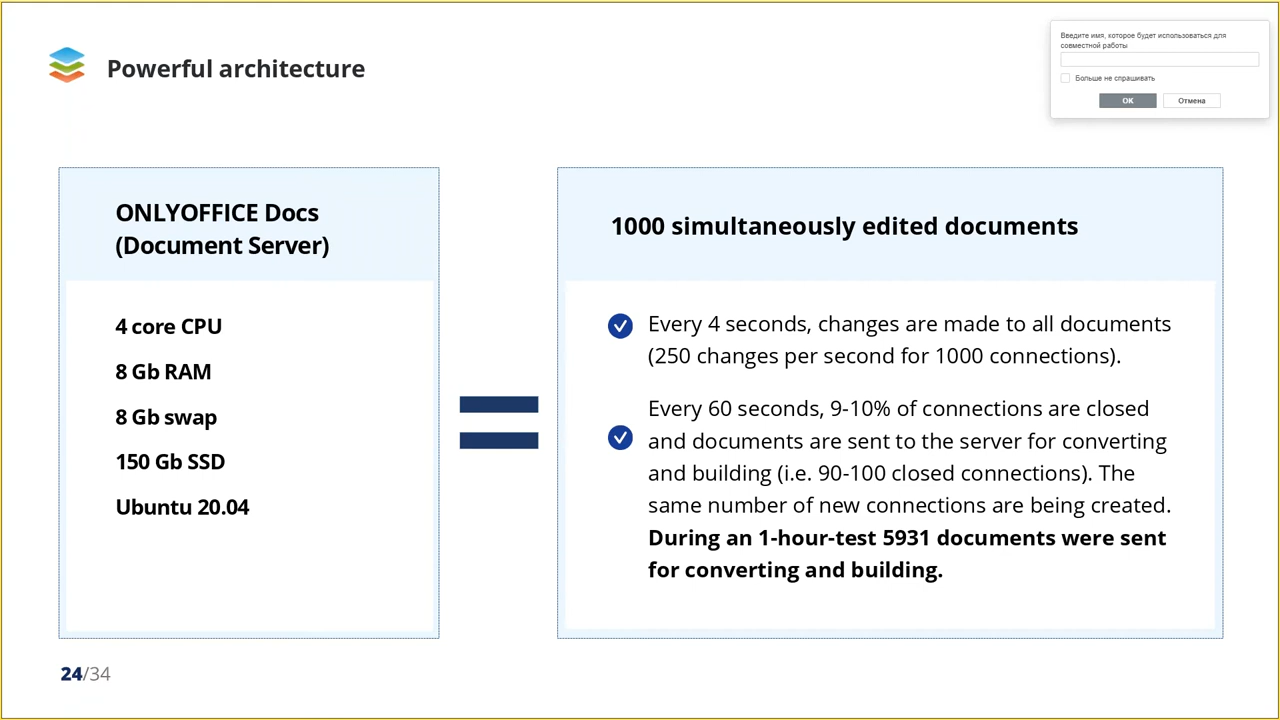 Powerful architecture
Введите имя, которое будет использоваться для
совместной работы
Больше не спрашивать
OK
Отмена
ONLYOFFICE Docs
(Document Server)
4 core CPU
8 Gb RAM
8 Gb swap
150 Gb SSD
Ubuntu 20.04
1000 simultaneously edited documents
Every 4 seconds, changes are made to all documents
(250 changes per second for 1000 connections).
Every 60 seconds, 9-10% of connections are closed
and documents are sent to the server for converting
and building (i.e. 90-100 closed connections). The
same number of new connections are being created.
During an 1-hour-test 5931 documents were sent
for converting and building.
24/34